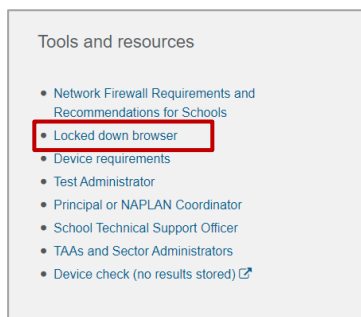 Tools and resources
Network Firewall Requirements and
Recommendations for Schools
Locked down browser
Device requirements
Test Administrator
Principal or NAPLAN Coordinator
School Technical Support Officer
TAAs and Sector Administrators
Device check (no results stored)